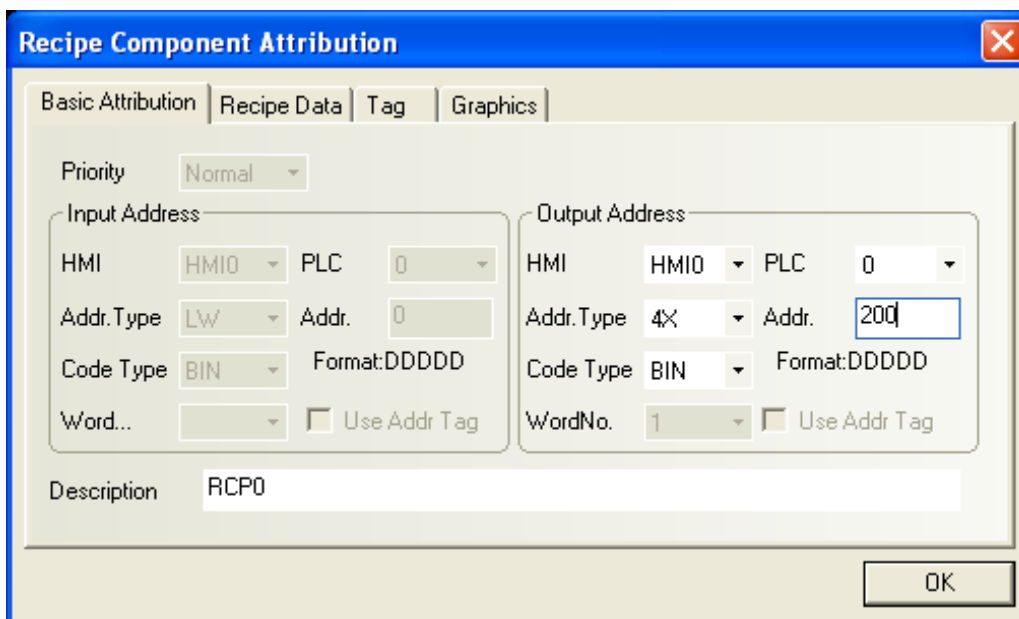 Recipe Component Attribution
Basic Attribution Recipe Data Tag Graphics
Priority Normal
Input Address
HMI HMI0 PLC 0
Addr.Type LW Addr. 0
Code Type BIN Format:DDDDD
Word... Use Addr Tag
Output Address
HMI HMI0 PLC 0
Addr.Type 4X Addr. 200
Code Type BIN Format:DDDDD
WordNo. 1 Use Addr Tag
Description RCP0
OK